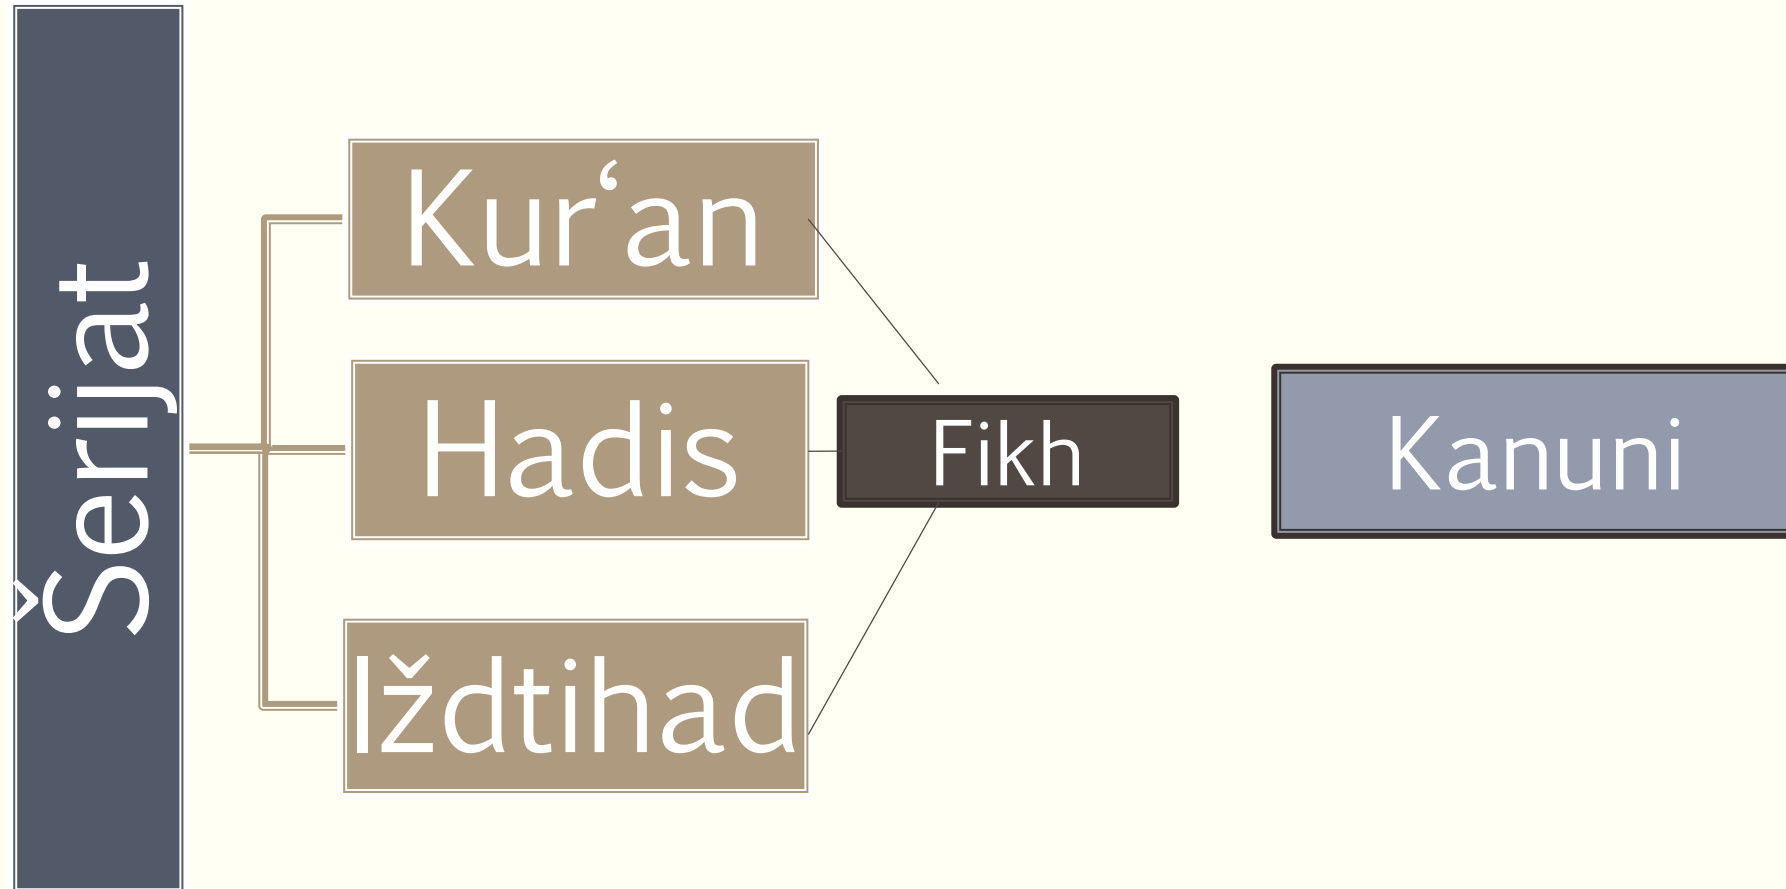 Šerijat
Kur‘an
Hadis
Iždtihad
Fikh
Kanuni